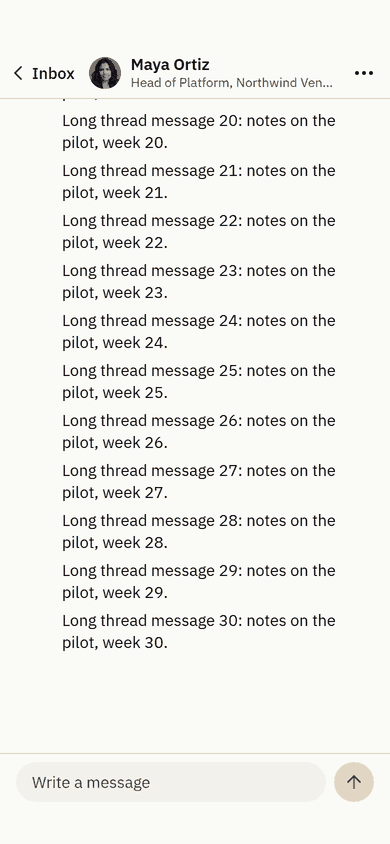 Inbox
Maya Ortiz
Head of Platform, Northwind Ven...
Long thread message 20: notes on the
pilot, week 20.
Long thread message 21: notes on the
pilot, week 21.
Long thread message 22: notes on the
pilot, week 22.
Long thread message 23: notes on the
pilot, week 23.
Long thread message 24: notes on the
pilot, week 24.
Long thread message 25: notes on the
pilot, week 25.
Long thread message 26: notes on the
pilot, week 26.
Long thread message 27: notes on the
pilot, week 27.
Long thread message 28: notes on the
pilot, week 28.
Long thread message 29: notes on the
pilot, week 29.
Long thread message 30: notes on the
pilot, week 30.
Write a message